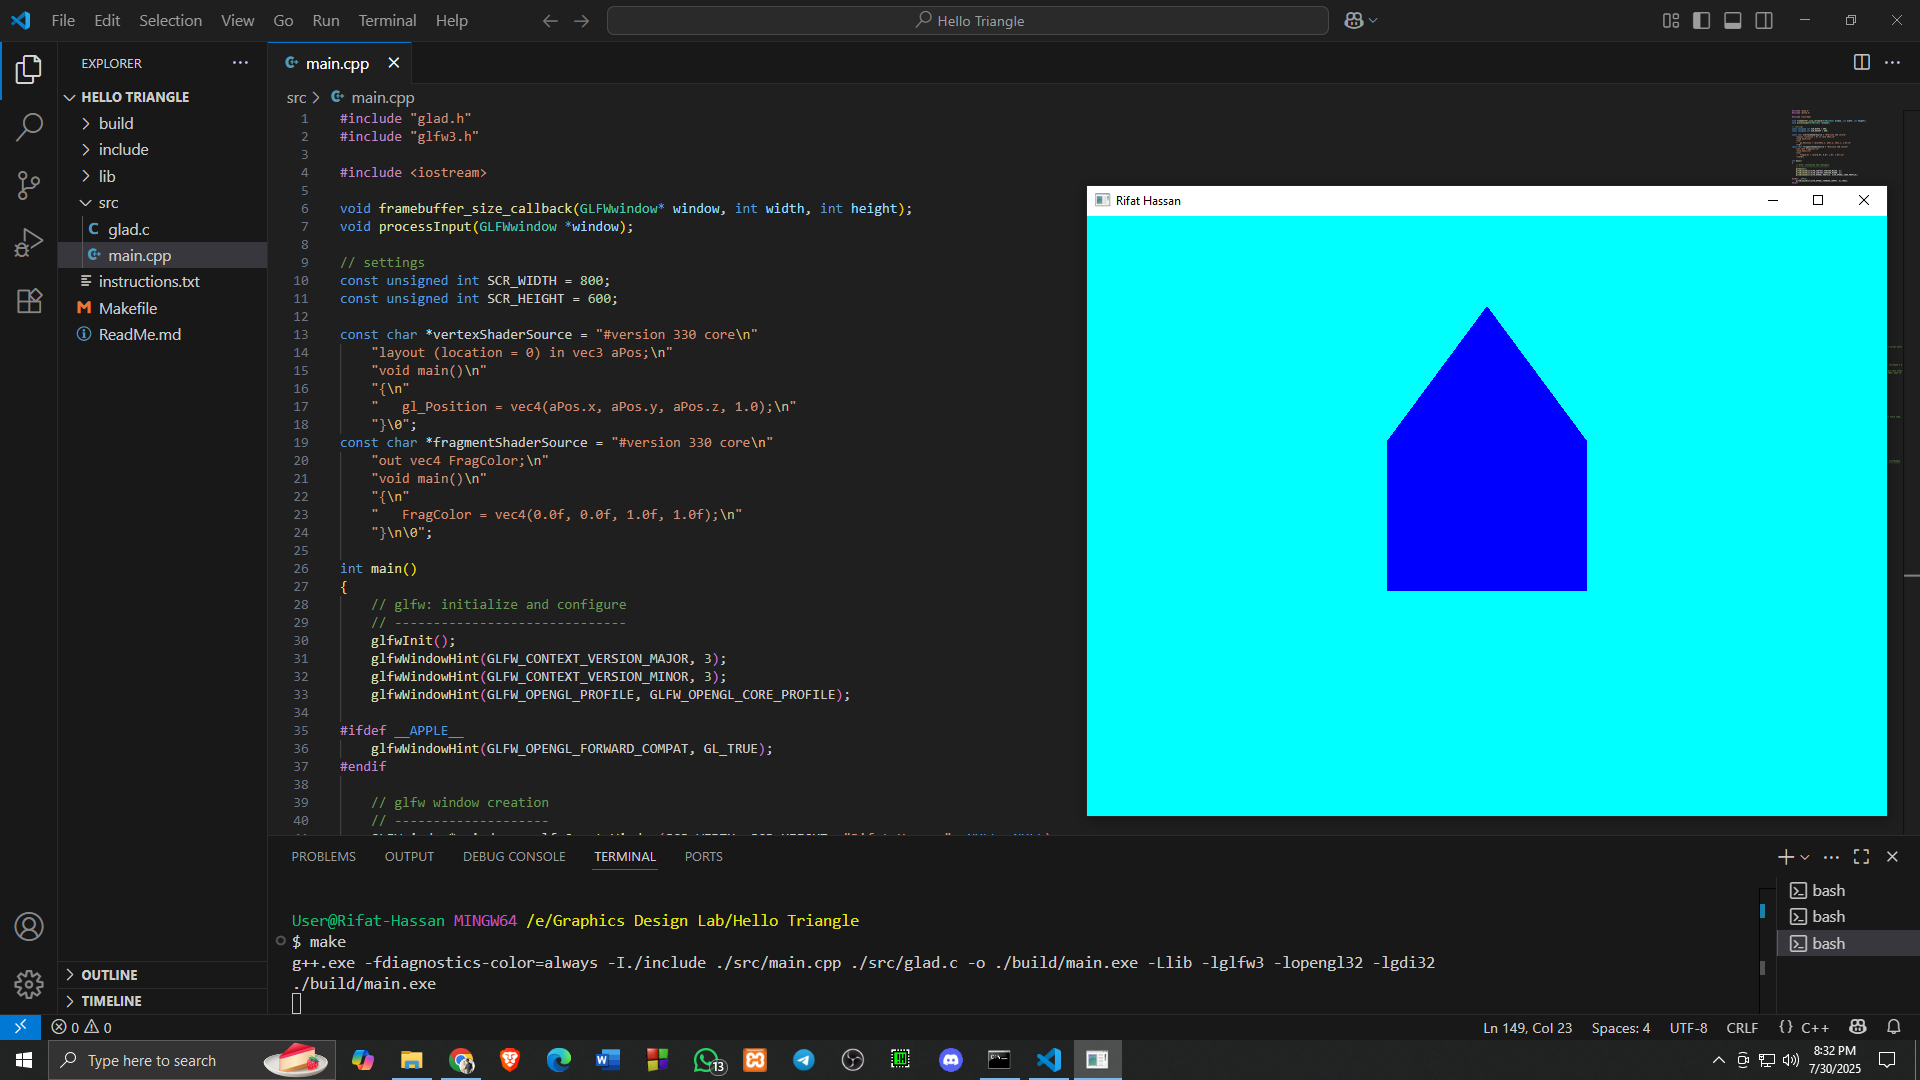 File Edit Selection View Go Run Terminal Help
Hello Triangle
EXPLORER
HELLO TRIANGLE
build
include
lib
src
C glad.c
main.cpp
instructions.txt
M Makefile
ReadMe.md
OUTLINE
TIMELINE
main.cpp
src > main.cpp
1 #include "glad.h"
2 #include "glfw3.h"
3
4 #include <iostream>
5
6 void framebuffer_size_callback(GLFWwindow* window, int width, int height);
7 void processInput(GLFWwindow *window);
8
9 // settings
10 const unsigned int SCR_WIDTH = 800;
11 const unsigned int SCR_HEIGHT = 600;
12
13 const char *vertexShaderSource = "#version 330 core\n"
14 "layout (location = 0) in vec3 aPos;\n"
15 "void main()\n"
16 "{\n"
17 "   gl_Position = vec4(aPos.x, aPos.y, aPos.z, 1.0);\n"
18 "}\0";
19 const char *fragmentShaderSource = "#version 330 core\n"
20 "out vec4 FragColor;\n"
21 "void main()\n"
22 "{\n"
23 "   FragColor = vec4(0.0f, 0.0f, 1.0f, 1.0f);\n"
24 "}\n\0";
25
26 int main()
27 {
28 // glfw: initialize and configure
29 // ------------------------------
30 glfwInit();
31 glfwWindowHint(GLFW_CONTEXT_VERSION_MAJOR, 3);
32 glfwWindowHint(GLFW_CONTEXT_VERSION_MINOR, 3);
33 glfwWindowHint(GLFW_OPENGL_PROFILE, GLFW_OPENGL_CORE_PROFILE);
34
35 #ifdef __APPLE__
36 glfwWindowHint(GLFW_OPENGL_FORWARD_COMPAT, GL_TRUE);
37 #endif
38
39 // glfw window creation
40 // --------------------
Rifat Hassan
PROBLEMS OUTPUT DEBUG CONSOLE TERMINAL PORTS
User@Rifat-Hassan MINGW64 /e/Graphics Design Lab/Hello Triangle
$ make
g++.exe -fdiagnostics-color=always -I./include ./src/main.cpp ./src/glad.c -o ./build/main.exe -Llib -lglfw3 -lopengl32 -lgdi32
./build/main.exe
bash
bash
bash
0 0
Ln 149, Col 23 Spaces: 4 UTF-8 CRLF {} C++
Type here to search
13
8:32 PM
7/30/2025